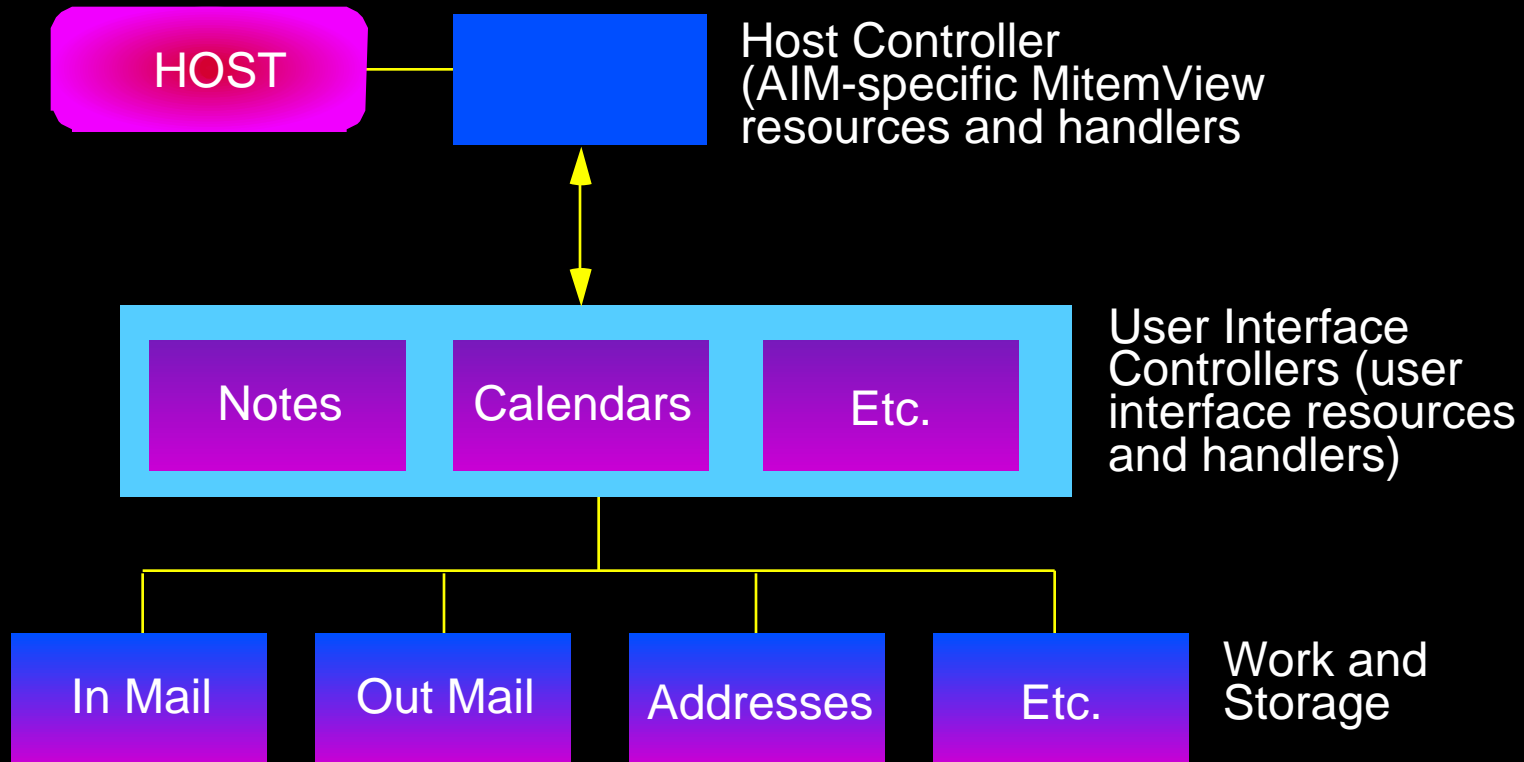 HOST
Host Controller
(AIM-specific MitemView
resources and handlers
Notes
Calendars
Etc.
User Interface
Controllers (user
interface resources
and handlers)
In Mail
Out Mail
Addresses
Etc.
Work and
Storage